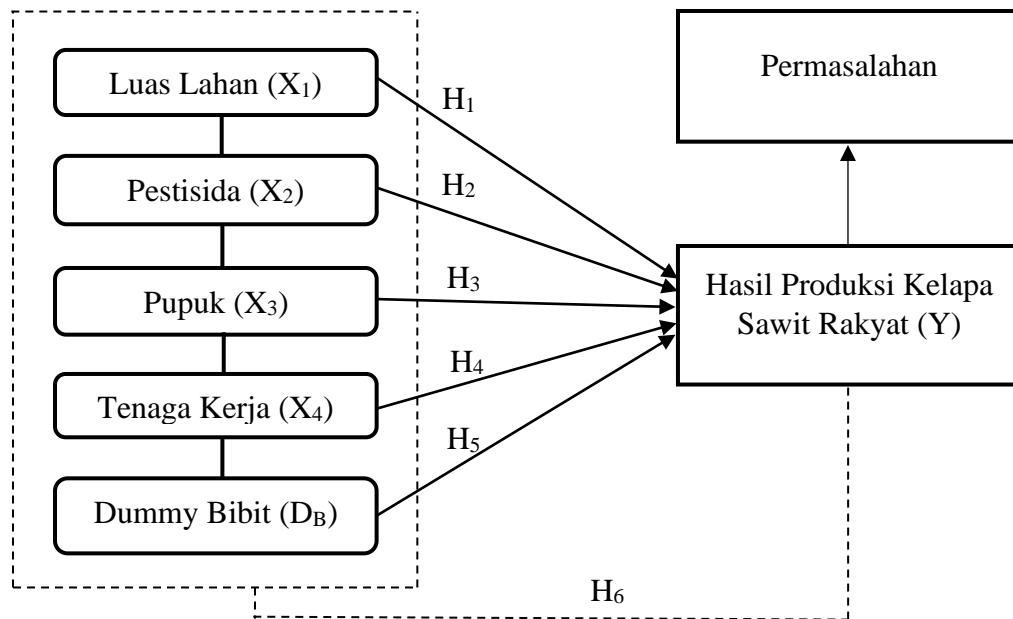 Luas Lahan (X₁)
Pestisida (X₂)
Pupuk (X₃)
Tenaga Kerja (X₄)
Dummy Bibit (D_B)
H₁
H₂
H₃
H₄
H₅
H₆
Permasalahan
Hasil Produksi Kelapa
Sawit Rakyat (Y)